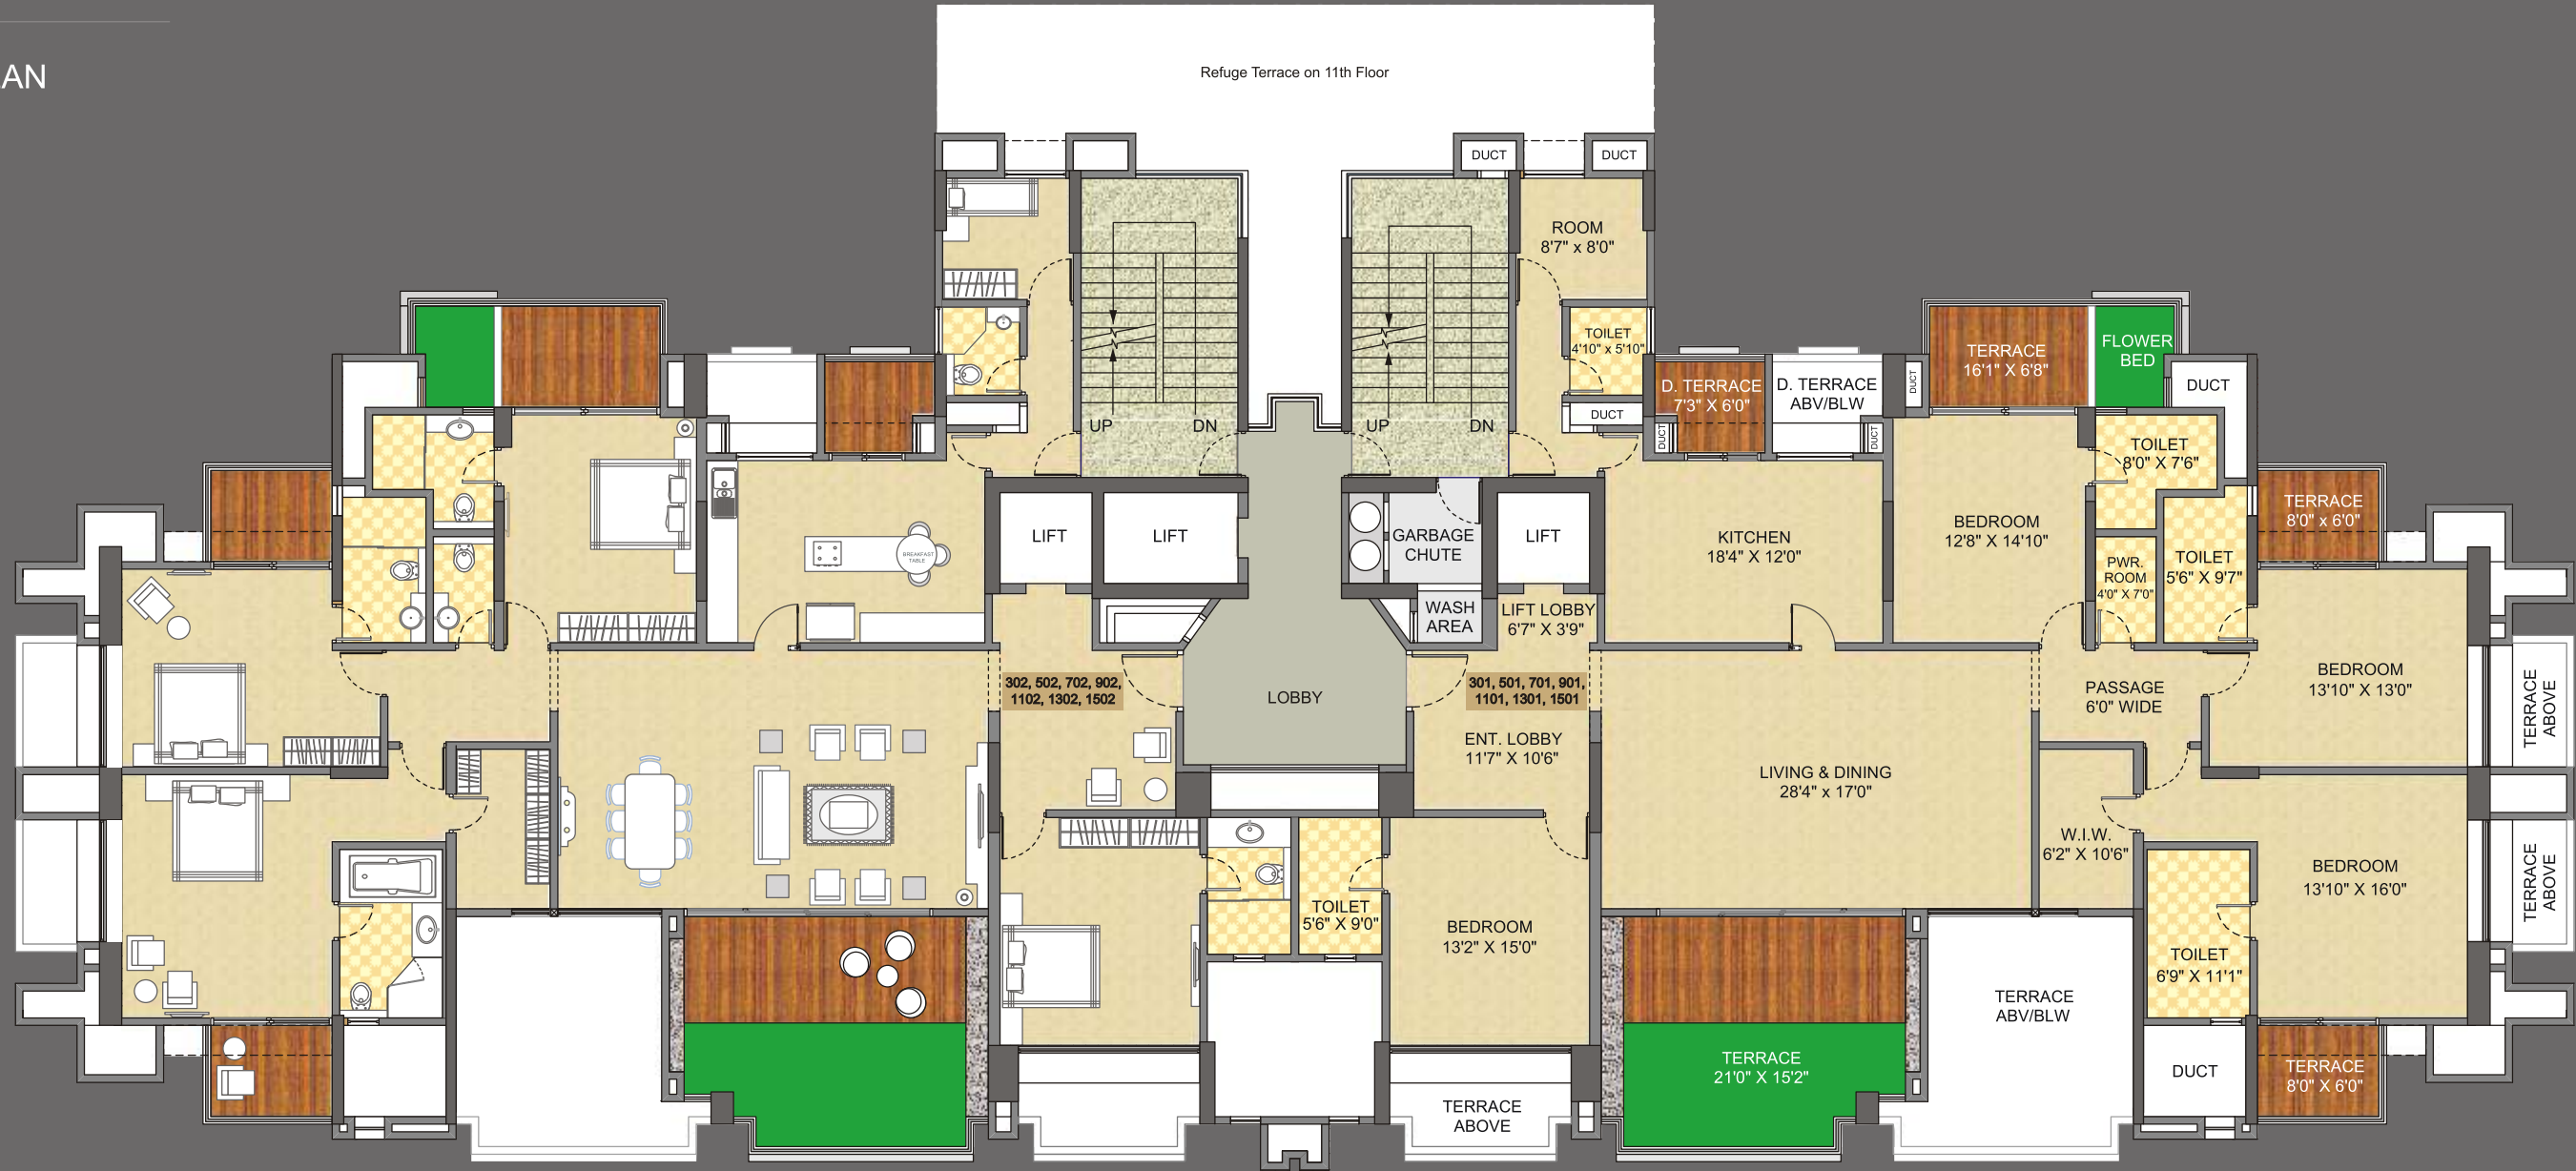 AN
Refuge Terrace on 11th Floor
DUCT
DUCT
ROOM
8'7" x 8'0"
TOILET
4'10" x 5'10"
DUCT
UP
DN
UP
DN
D. TERRACE
7'3" X 6'0"
D. TERRACE
ABV/BLW
DUCT
DUCT
DUCT
TERRACE
16'1" X 6'8"
FLOWER
BED
DUCT
TOILET
8'0" X 7'6"
TERRACE
8'0" x 6'0"
LIFT
LIFT
GARBAGE
CHUTE
LIFT
KITCHEN
18'4" X 12'0"
BEDROOM
12'8" X 14'10"
PWR.
ROOM
4'0" X 7'0"
TOILET
5'6" X 9'7"
BREAKFAST
TABLE
WASH
AREA
LIFT LOBBY
6'7" X 3'9"
302, 502, 702, 902,
1102, 1302, 1502
LOBBY
301, 501, 701, 901,
1101, 1301, 1501
PASSAGE
6'0" WIDE
BEDROOM
13'10" X 13'0"
TERRACE
ABOVE
ENT. LOBBY
11'7" X 10'6"
LIVING & DINING
28'4" x 17'0"
W.I.W.
6'2" X 10'6"
BEDROOM
13'10" X 16'0"
TERRACE
ABOVE
TOILET
5'6" X 9'0"
BEDROOM
13'2" X 15'0"
TOILET
6'9" X 11'1"
TERRACE
ABV/BLW
TERRACE
21'0" X 15'2"
DUCT
TERRACE
8'0" X 6'0"
TERRACE
ABOVE